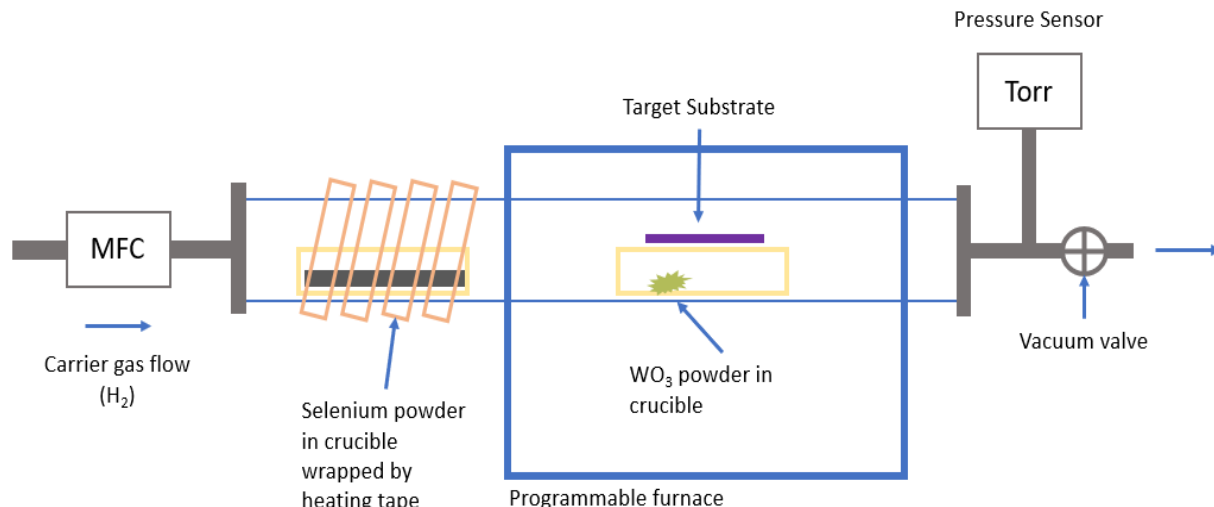 Pressure Sensor
Torr
Target Substrate
MFC
Carrier gas flow
(H₂)
Selenium powder
in crucible
wrapped by
heating tape
WO₃ powder in
crucible
Vacuum valve
Programmable furnace